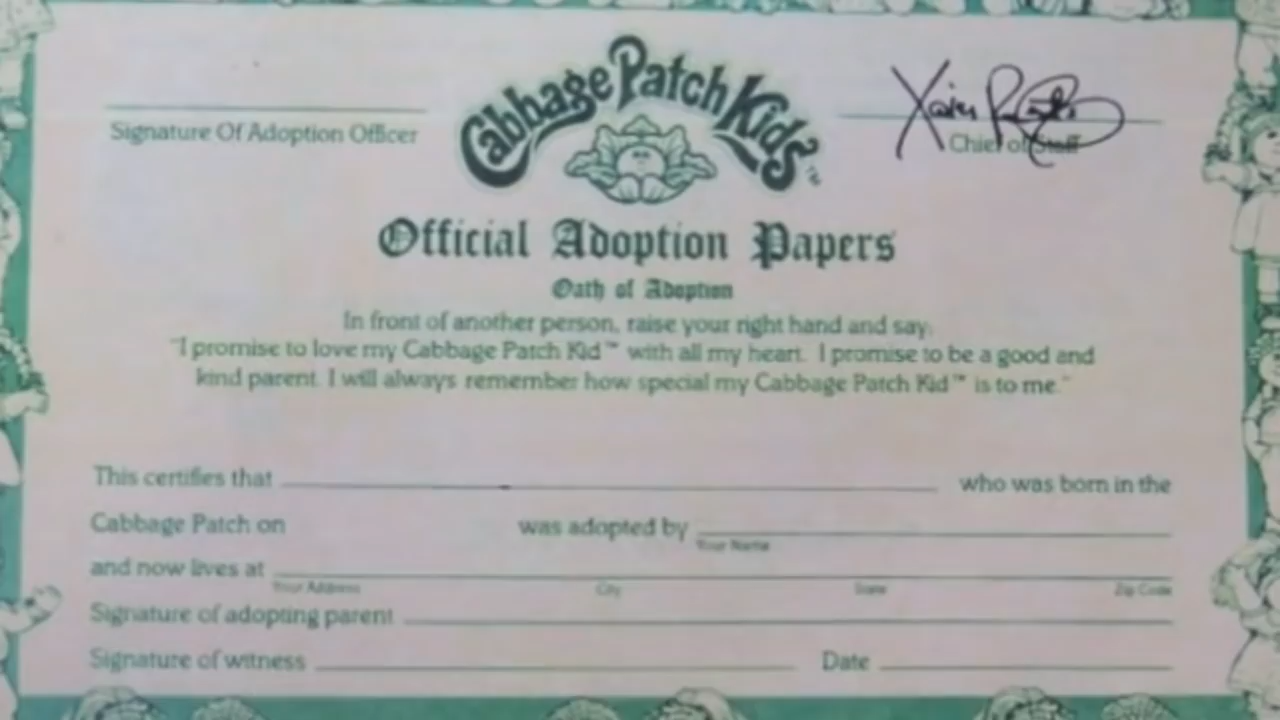 Cabbage Patch Kids™
Signature Of Adoption Officer
Chief of Staff
Official Adoption Papers
Oath of Adoption
In front of another person, raise your right hand and say:
"I promise to love my Cabbage Patch Kid™ with all my heart. I promise to be a good and
kind parent. I will always remember how special my Cabbage Patch Kid™ is to me."
This certifies that who was born in the
Cabbage Patch on was adopted by
Your Name
and now lives at
Your Address City State Zip Code
Signature of adopting parent
Signature of witness Date